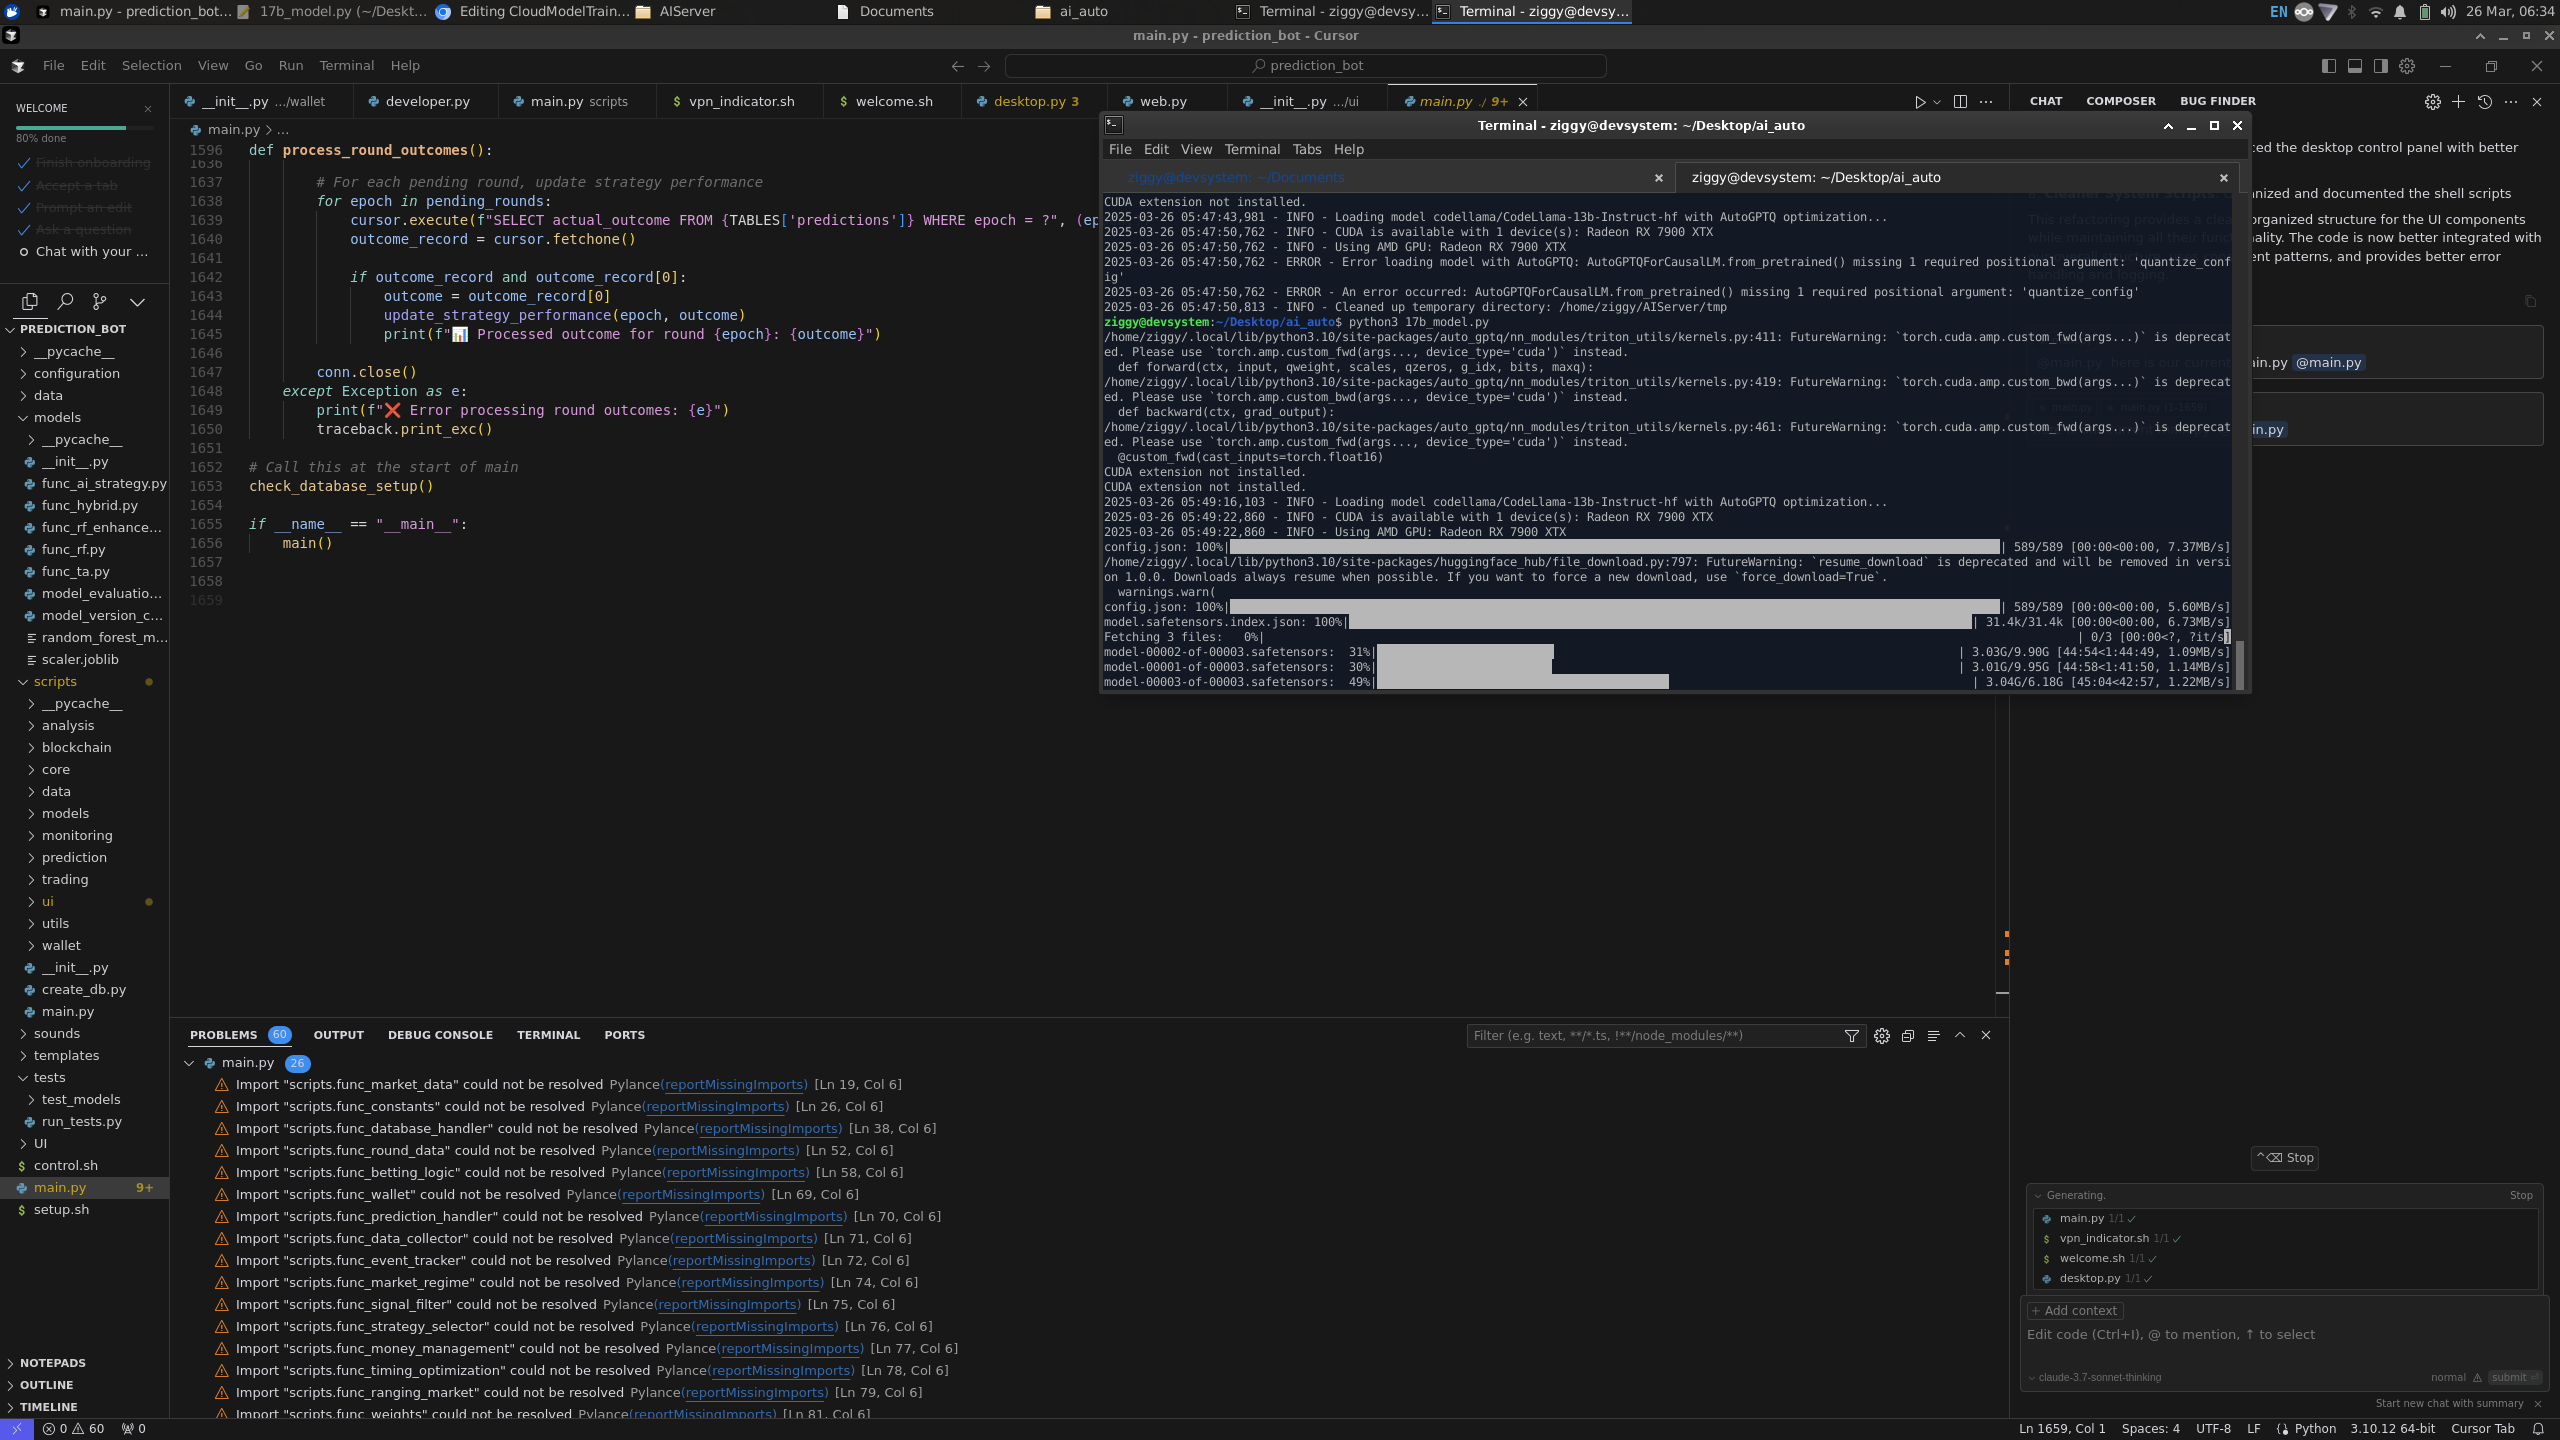 main.py - prediction_bot...
17b_model.py (~/Deskt...
Editing CloudModelTrain...
AIServer
Documents
ai_auto
Terminal - ziggy@devsy...
Terminal - ziggy@devsy...
EN
26 Mar, 06:34
main.py - prediction_bot - Cursor
File Edit Selection View Go Run Terminal Help
prediction_bot
WELCOME
80% done
Finish onboarding
Accept a tab
Prompt an edit
Ask a question
Chat with your ...
PREDICTION_BOT
__pycache__
configuration
data
models
__pycache__
__init__.py
func_ai_strategy.py
func_hybrid.py
func_rf_enhance...
func_rf.py
func_ta.py
model_evaluatio...
model_version_c...
random_forest_m...
scaler.joblib
scripts
__pycache__
analysis
blockchain
core
data
models
monitoring
prediction
trading
ui
utils
wallet
__init__.py
create_db.py
main.py
sounds
templates
tests
test_models
run_tests.py
UI
control.sh
main.py 9+
setup.sh
NOTEPADS
OUTLINE
TIMELINE
__init__.py .../wallet
developer.py
main.py scripts
vpn_indicator.sh
welcome.sh
desktop.py 3
web.py
__init__.py .../ui
main.py ./ 9+
main.py > ...
1596 def process_round_outcomes():
1636
1637 # For each pending round, update strategy performance
1638 for epoch in pending_rounds:
1639 cursor.execute(f"SELECT actual_outcome FROM {TABLES['predictions']} WHERE epoch = ?", (ep
1640 outcome_record = cursor.fetchone()
1641
1642 if outcome_record and outcome_record[0]:
1643 outcome = outcome_record[0]
1644 update_strategy_performance(epoch, outcome)
1645 print(f"📊 Processed outcome for round {epoch}: {outcome}")
1646
1647 conn.close()
1648 except Exception as e:
1649 print(f"❌ Error processing round outcomes: {e}")
1650 traceback.print_exc()
1651
1652 # Call this at the start of main
1653 check_database_setup()
1654
1655 if __name__ == "__main__":
1656 main()
1657
1658
1659
Terminal - ziggy@devsystem: ~/Desktop/ai_auto
File Edit View Terminal Tabs Help
ziggy@devsystem: ~/Documents
ziggy@devsystem: ~/Desktop/ai_auto
CUDA extension not installed.
2025-03-26 05:47:43,981 - INFO - Loading model codellama/CodeLlama-13b-Instruct-hf with AutoGPTQ optimization...
2025-03-26 05:47:50,762 - INFO - CUDA is available with 1 device(s): Radeon RX 7900 XTX
2025-03-26 05:47:50,762 - INFO - Using AMD GPU: Radeon RX 7900 XTX
2025-03-26 05:47:50,762 - ERROR - Error loading model with AutoGPTQ: AutoGPTQForCausalLM.from_pretrained() missing 1 required positional argument: 'quantize_conf
ig'
2025-03-26 05:47:50,762 - ERROR - An error occurred: AutoGPTQForCausalLM.from_pretrained() missing 1 required positional argument: 'quantize_config'
2025-03-26 05:47:50,813 - INFO - Cleaned up temporary directory: /home/ziggy/AIServer/tmp
ziggy@devsystem:~/Desktop/ai_auto$ python3 17b_model.py
/home/ziggy/.local/lib/python3.10/site-packages/auto_gptq/nn_modules/triton_utils/kernels.py:411: FutureWarning: `torch.cuda.amp.custom_fwd(args...)` is deprecat
ed. Please use `torch.amp.custom_fwd(args..., device_type='cuda')` instead.
def forward(ctx, input, qweight, scales, qzeros, g_idx, bits, maxq):
/home/ziggy/.local/lib/python3.10/site-packages/auto_gptq/nn_modules/triton_utils/kernels.py:419: FutureWarning: `torch.cuda.amp.custom_bwd(args...)` is deprecat
ed. Please use `torch.amp.custom_bwd(args..., device_type='cuda')` instead.
def backward(ctx, grad_output):
/home/ziggy/.local/lib/python3.10/site-packages/auto_gptq/nn_modules/triton_utils/kernels.py:461: FutureWarning: `torch.cuda.amp.custom_fwd(args...)` is deprecat
ed. Please use `torch.amp.custom_fwd(args..., device_type='cuda')` instead.
@custom_fwd(cast_inputs=torch.float16)
CUDA extension not installed.
CUDA extension not installed.
2025-03-26 05:49:16,103 - INFO - Loading model codellama/CodeLlama-13b-Instruct-hf with AutoGPTQ optimization...
2025-03-26 05:49:22,860 - INFO - CUDA is available with 1 device(s): Radeon RX 7900 XTX
2025-03-26 05:49:22,860 - INFO - Using AMD GPU: Radeon RX 7900 XTX
config.json: 100%| | 589/589 [00:00<00:00, 7.37MB/s]
/home/ziggy/.local/lib/python3.10/site-packages/huggingface_hub/file_download.py:797: FutureWarning: `resume_download` is deprecated and will be removed in versi
on 1.0.0. Downloads always resume when possible. If you want to force a new download, use `force_download=True`.
warnings.warn(
config.json: 100%| | 589/589 [00:00<00:00, 5.60MB/s]
model.safetensors.index.json: 100%| | 31.4k/31.4k [00:00<00:00, 6.73MB/s]
Fetching 3 files: 0%| | 0/3 [00:00<?, ?it/s]
model-00002-of-00003.safetensors: 31%| | 3.03G/9.90G [44:54<1:44:49, 1.09MB/s]
model-00001-of-00003.safetensors: 30%| | 3.01G/9.95G [44:58<1:41:50, 1.14MB/s]
model-00003-of-00003.safetensors: 49%| | 3.04G/6.18G [45:04<42:57, 1.22MB/s]
CHAT COMPOSER BUG FINDER
ced the desktop control panel with better
nized and documented the shell scripts
organized structure for the UI components
ality. The code is now better integrated with
ent patterns, and provides better error
handling and logging.
ain.py @main.py
in.py
Stop
Generating. Stop
main.py 1/1
vpn_indicator.sh 1/1
welcome.sh 1/1
desktop.py 1/1
+ Add context
Edit code (Ctrl+I), @ to mention, ↑ to select
claude-3.7-sonnet-thinking normal submit
Start new chat with summary
PROBLEMS 60 OUTPUT DEBUG CONSOLE TERMINAL PORTS
Filter (e.g. text, **/*.ts, !**/node_modules/**)
main.py 26
Import "scripts.func_market_data" could not be resolved Pylance(reportMissingImports) [Ln 19, Col 6]
Import "scripts.func_constants" could not be resolved Pylance(reportMissingImports) [Ln 26, Col 6]
Import "scripts.func_database_handler" could not be resolved Pylance(reportMissingImports) [Ln 38, Col 6]
Import "scripts.func_round_data" could not be resolved Pylance(reportMissingImports) [Ln 52, Col 6]
Import "scripts.func_betting_logic" could not be resolved Pylance(reportMissingImports) [Ln 58, Col 6]
Import "scripts.func_wallet" could not be resolved Pylance(reportMissingImports) [Ln 69, Col 6]
Import "scripts.func_prediction_handler" could not be resolved Pylance(reportMissingImports) [Ln 70, Col 6]
Import "scripts.func_data_collector" could not be resolved Pylance(reportMissingImports) [Ln 71, Col 6]
Import "scripts.func_event_tracker" could not be resolved Pylance(reportMissingImports) [Ln 72, Col 6]
Import "scripts.func_market_regime" could not be resolved Pylance(reportMissingImports) [Ln 74, Col 6]
Import "scripts.func_signal_filter" could not be resolved Pylance(reportMissingImports) [Ln 75, Col 6]
Import "scripts.func_strategy_selector" could not be resolved Pylance(reportMissingImports) [Ln 76, Col 6]
Import "scripts.func_money_management" could not be resolved Pylance(reportMissingImports) [Ln 77, Col 6]
Import "scripts.func_timing_optimization" could not be resolved Pylance(reportMissingImports) [Ln 78, Col 6]
Import "scripts.func_ranging_market" could not be resolved Pylance(reportMissingImports) [Ln 79, Col 6]
Import "scripts.func_weights" could not be resolved Pylance(reportMissingImports) [Ln 81, Col 6]
0 60 0
Ln 1659, Col 1 Spaces: 4 UTF-8 LF Python 3.10.12 64-bit Cursor Tab